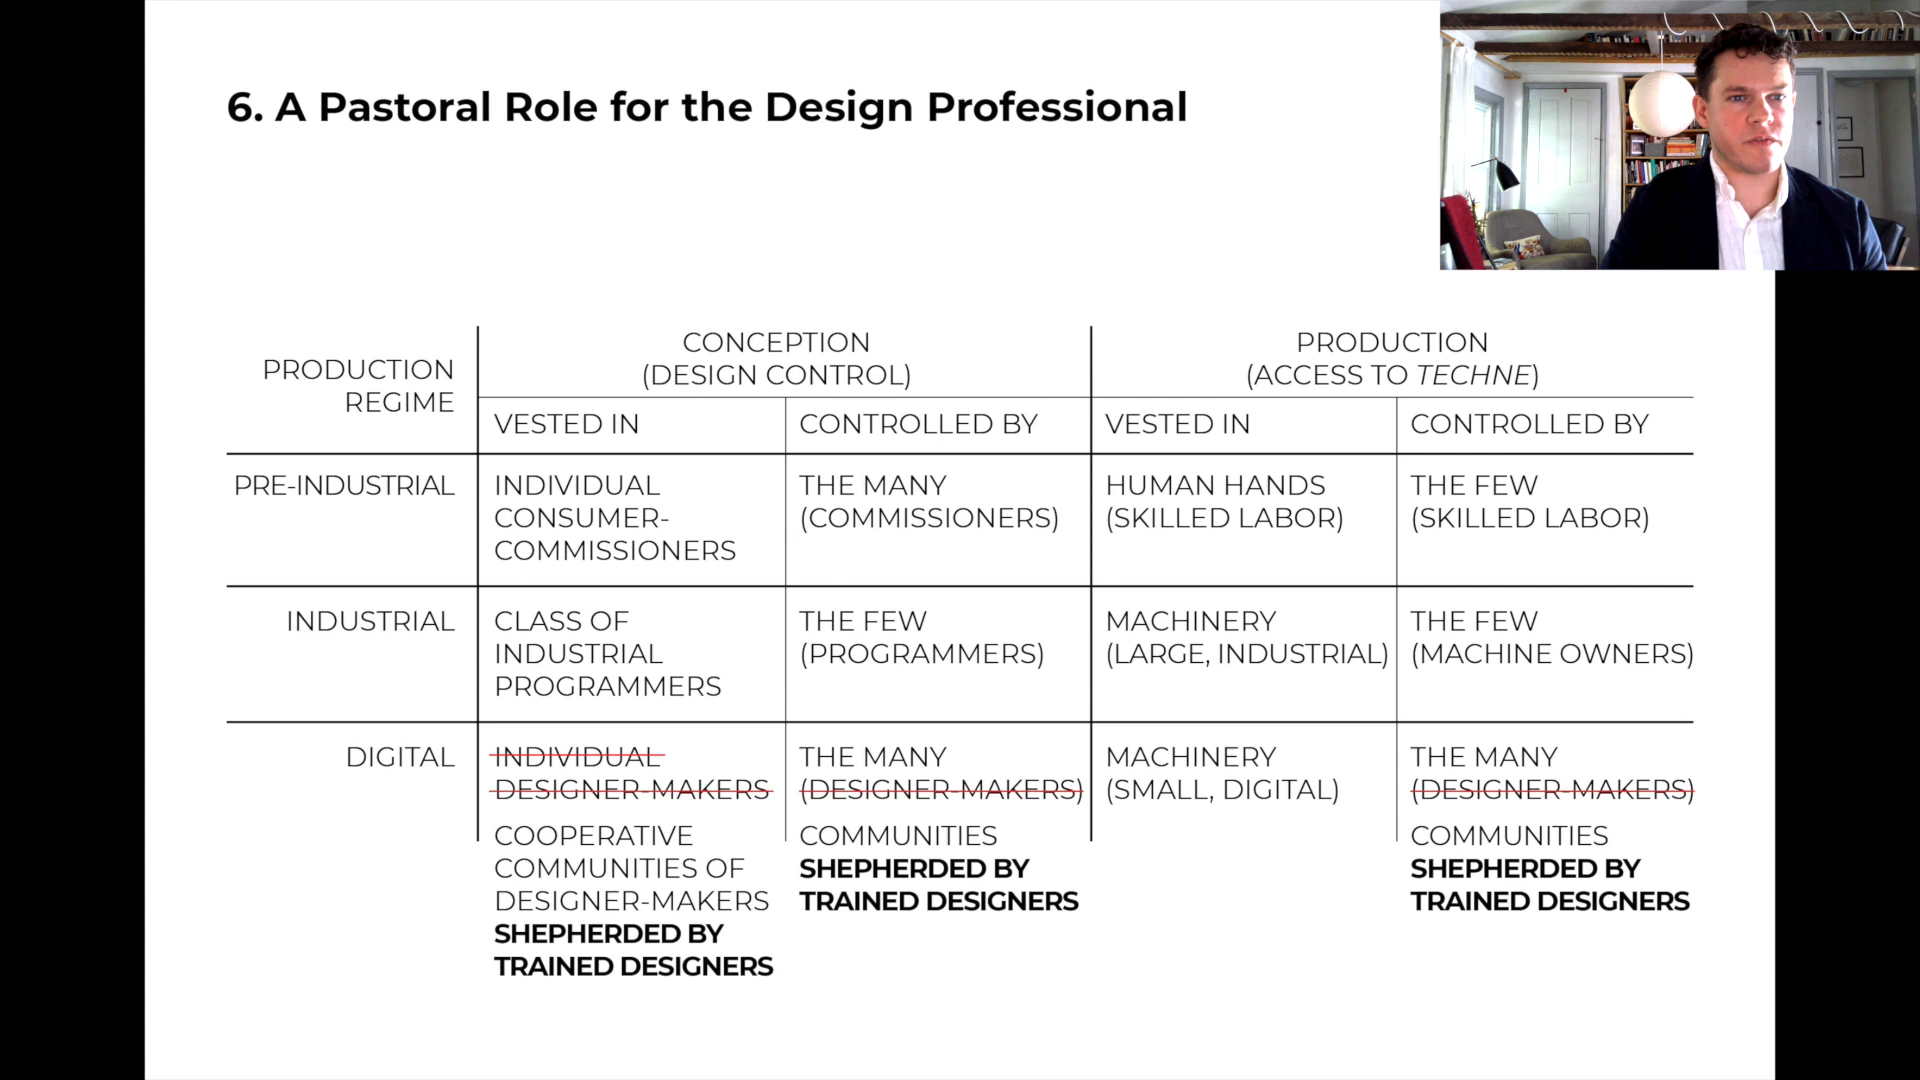 6. A Pastoral Role for the Design Professional
PRODUCTION
REGIME
CONCEPTION
(DESIGN CONTROL)
PRODUCTION
(ACCESS TO TECHNE)
VESTED IN
CONTROLLED BY
VESTED IN
CONTROLLED BY
PRE-INDUSTRIAL
INDIVIDUAL
CONSUMER-
COMMISSIONERS
THE MANY
(COMMISSIONERS)
HUMAN HANDS
(SKILLED LABOR)
THE FEW
(SKILLED LABOR)
INDUSTRIAL
CLASS OF
INDUSTRIAL
PROGRAMMERS
THE FEW
(PROGRAMMERS)
MACHINERY
(LARGE, INDUSTRIAL)
THE FEW
(MACHINE OWNERS)
DIGITAL
INDIVIDUAL
DESIGNER-MAKERS
COOPERATIVE
COMMUNITIES OF
DESIGNER-MAKERS
SHEPHERDED BY
TRAINED DESIGNERS
THE MANY
(DESIGNER-MAKERS)
COMMUNITIES
SHEPHERDED BY
TRAINED DESIGNERS
MACHINERY
(SMALL, DIGITAL)
THE MANY
(DESIGNER-MAKERS)
COMMUNITIES
SHEPHERDED BY
TRAINED DESIGNERS